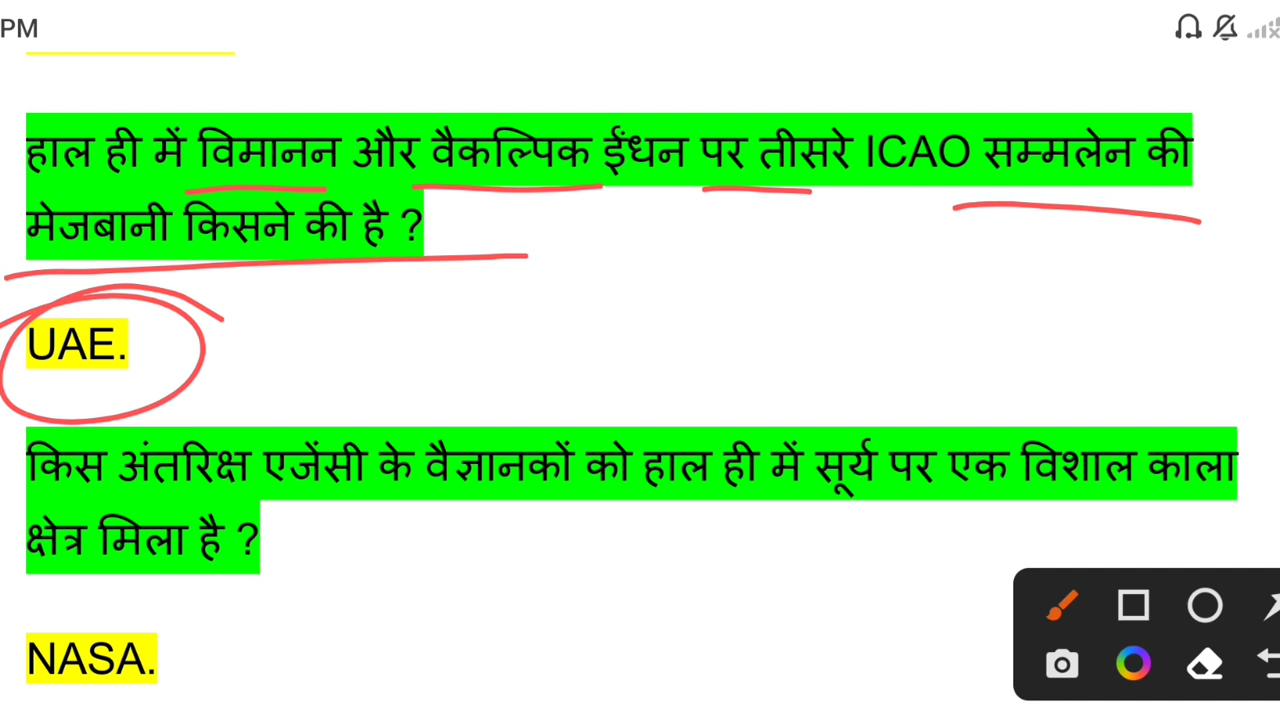 PM
हाल ही में विमानन और वैकल्पिक ईंधन पर तीसरे ICAO सम्मलेन की
मेजबानी किसने की है ?
UAE.
किस अंतरिक्ष एजेंसी के वैज्ञानकों को हाल ही में सूर्य पर एक विशाल काला
क्षेत्र मिला है ?
NASA.